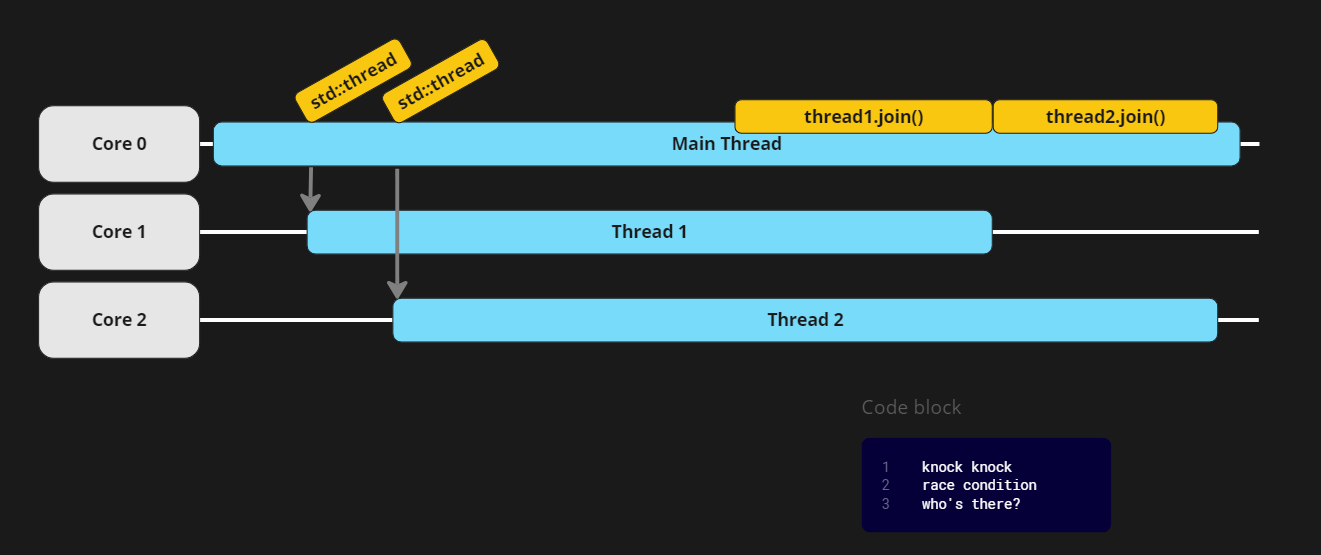 std::thread
std::thread
thread1.join()
thread2.join()
Core 0
Main Thread
Core 1
Thread 1
Core 2
Thread 2
Code block
1 knock knock
2 race condition
3 who's there?